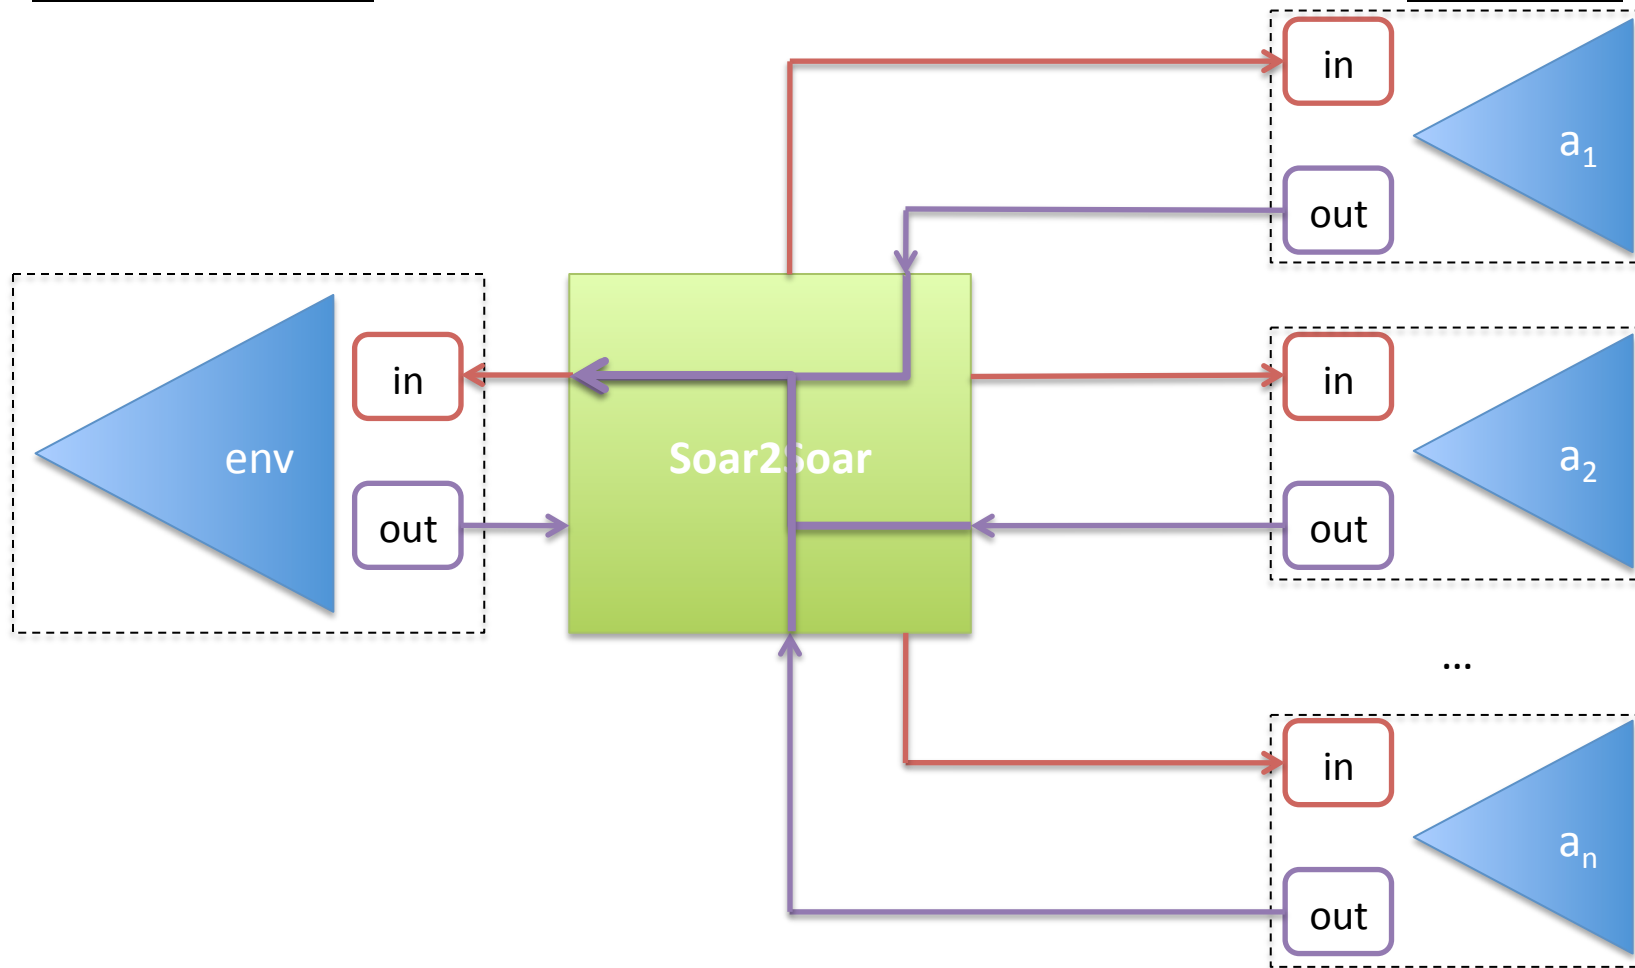 in
a1
out
in
env
out
Soar2Soar
in
a2
out
...
in
an
out